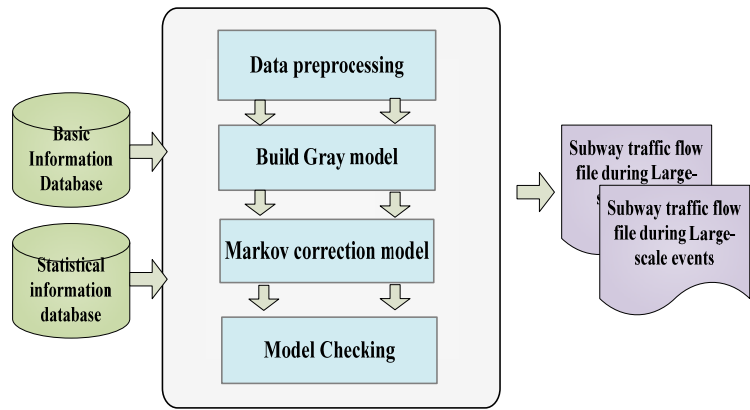 Data preprocessing
Build Gray model
Markov correction model
Model Checking
Basic
Information
Database
Statistical
information
database
Subway traffic flow
file during Large-
Subway traffic flow
file during Large-
scale events